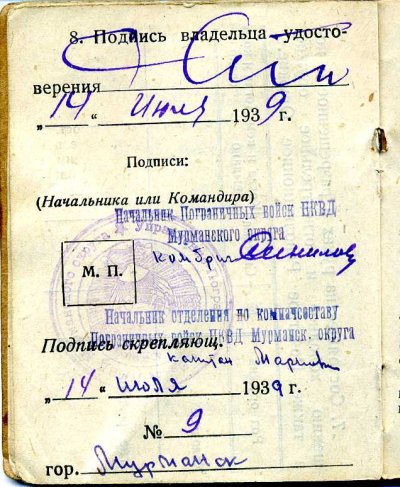 8. Подпись владельца удосто-
верения
„14“ Июля 1939 г.
Подписи:
(Начальника или Командира)
Начальник Пограничных войск НКВД
Мурманского округа
М. П.
комбриг
Начальник отделения по комначсоставу
Пограничных войск НКВД Мурманск. округа
Подпись скрепляющ.
капитан
„14“ июля 1939 г.
№ 9
гор. Мурманск